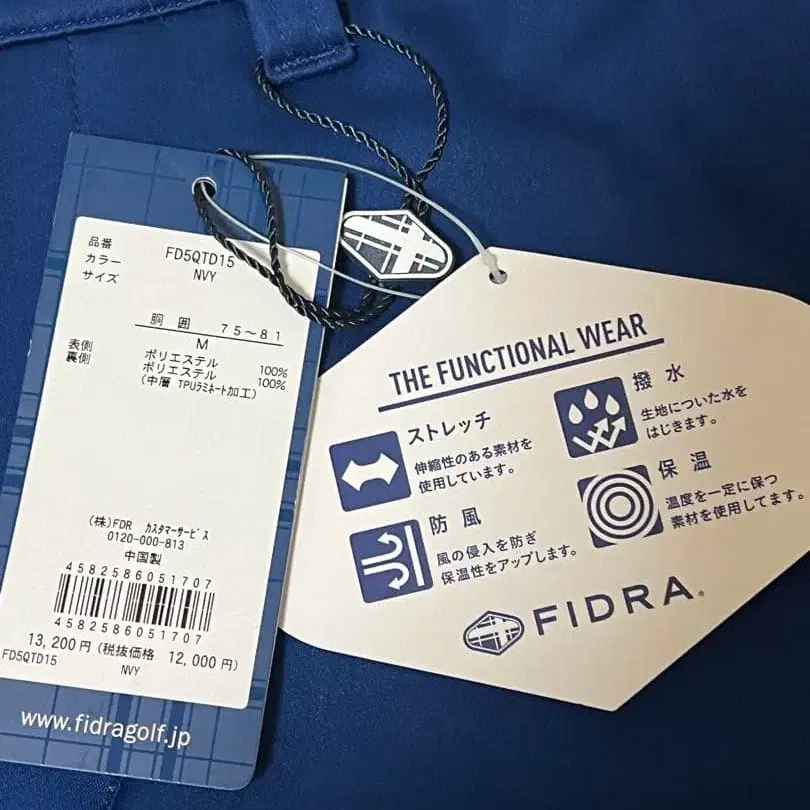 品番 FD5QTD15
カラー NVY
サイズ
胴囲 75～81
M
表側 ポリエステル 100%
裏側 ポリエステル 100%
(中層 TPUラミネート加工)
(株)FDR カスタマーサービス
0120-000-813
中国製
4582586051707
4582586051707
13,200円(税抜価格 12,000円)
FD5QTD15 NVY
www.fidragolf.jp
THE FUNCTIONAL WEAR
ストレッチ
伸縮性のある素材を
使用しています。
撥水
生地についた水を
はじきます。
防風
風の侵入を防ぎ
保温性をアップします。
保温
温度を一定に保つ
素材を使用してます。
FIDRA®